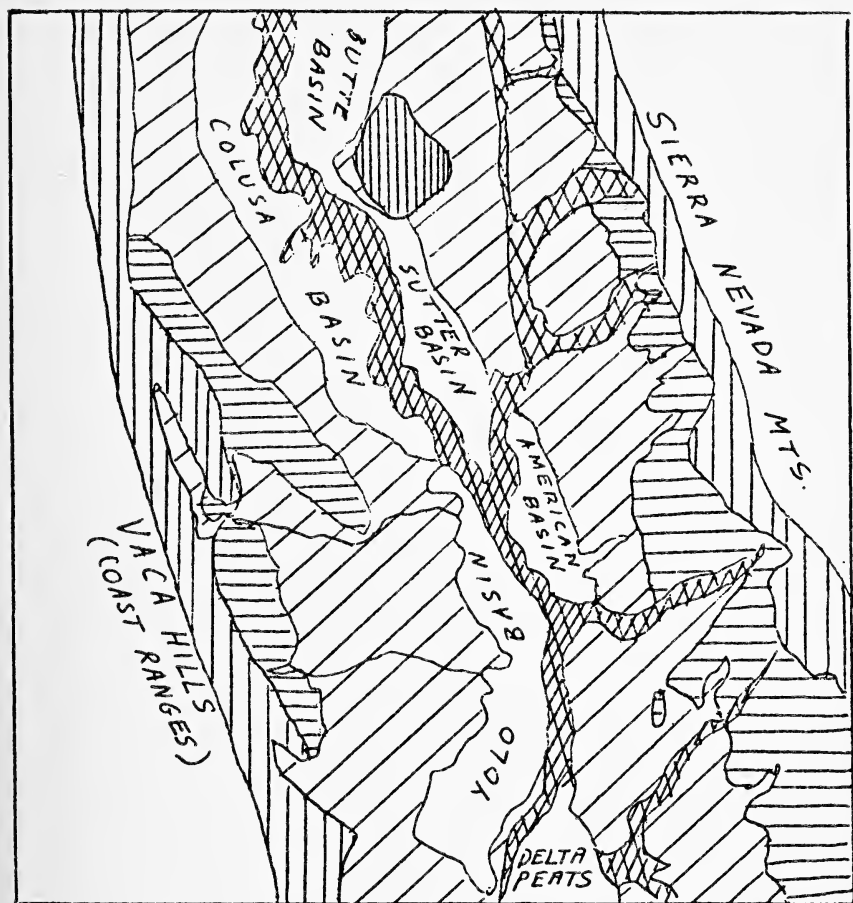 BUTTE
BASIN
COLUSA
BASIN
SUTTER
BASIN
SIERRA NEVADA MTS.
AMERICAN
BASIN
VACA HILLS
(COAST RANGES)
YOLO
BASIN
DELTA
PEATS